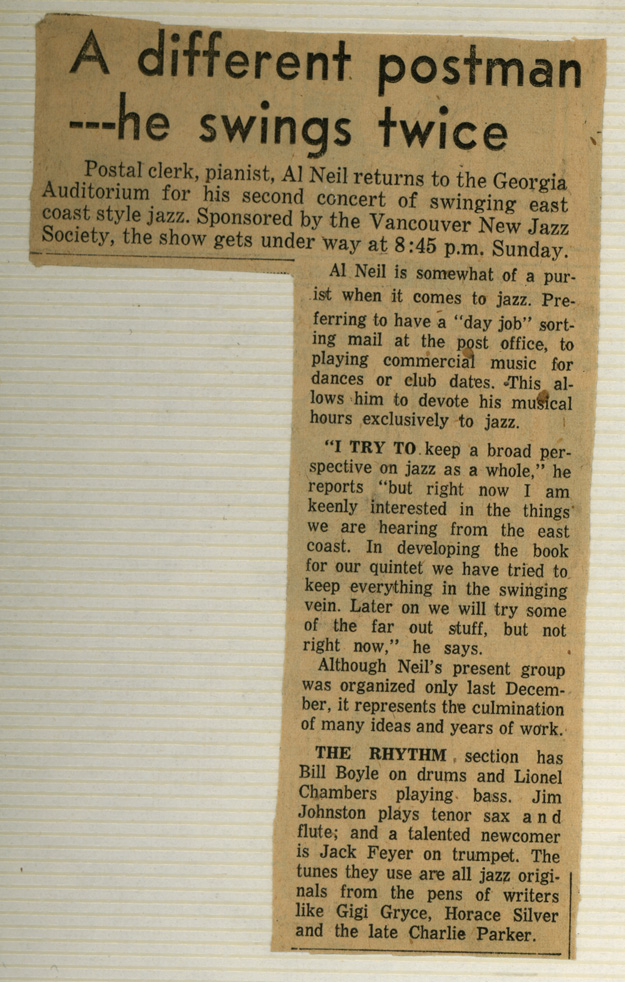 A different postman
---he swings twice
Postal clerk, pianist, Al Neil returns to the Georgia
Auditorium for his second concert of swinging east
coast style jazz. Sponsored by the Vancouver New Jazz
Society, the show gets under way at 8:45 p.m. Sunday.
Al Neil is somewhat of a pur-
ist when it comes to jazz. Pre-
ferring to have a "day job" sort-
ing mail at the post office, to
playing commercial music for
dances or club dates. This al-
lows him to devote his musical
hours exclusively to jazz.
"I TRY TO keep a broad per-
spective on jazz as a whole," he
reports "but right now I am
keenly interested in the things
we are hearing from the east
coast. In developing the book
for our quintet we have tried to
keep everything in the swinging
vein. Later on we will try some
of the far out stuff, but not
right now," he says.
Although Neil's present group
was organized only last Decem-
ber, it represents the culmination
of many ideas and years of work.
THE RHYTHM section has
Bill Boyle on drums and Lionel
Chambers playing bass. Jim
Johnston plays tenor sax and
flute; and a talented newcomer
is Jack Feyer on trumpet. The
tunes they use are all jazz origi-
nals from the pens of writers
like Gigi Gryce, Horace Silver
and the late Charlie Parker.